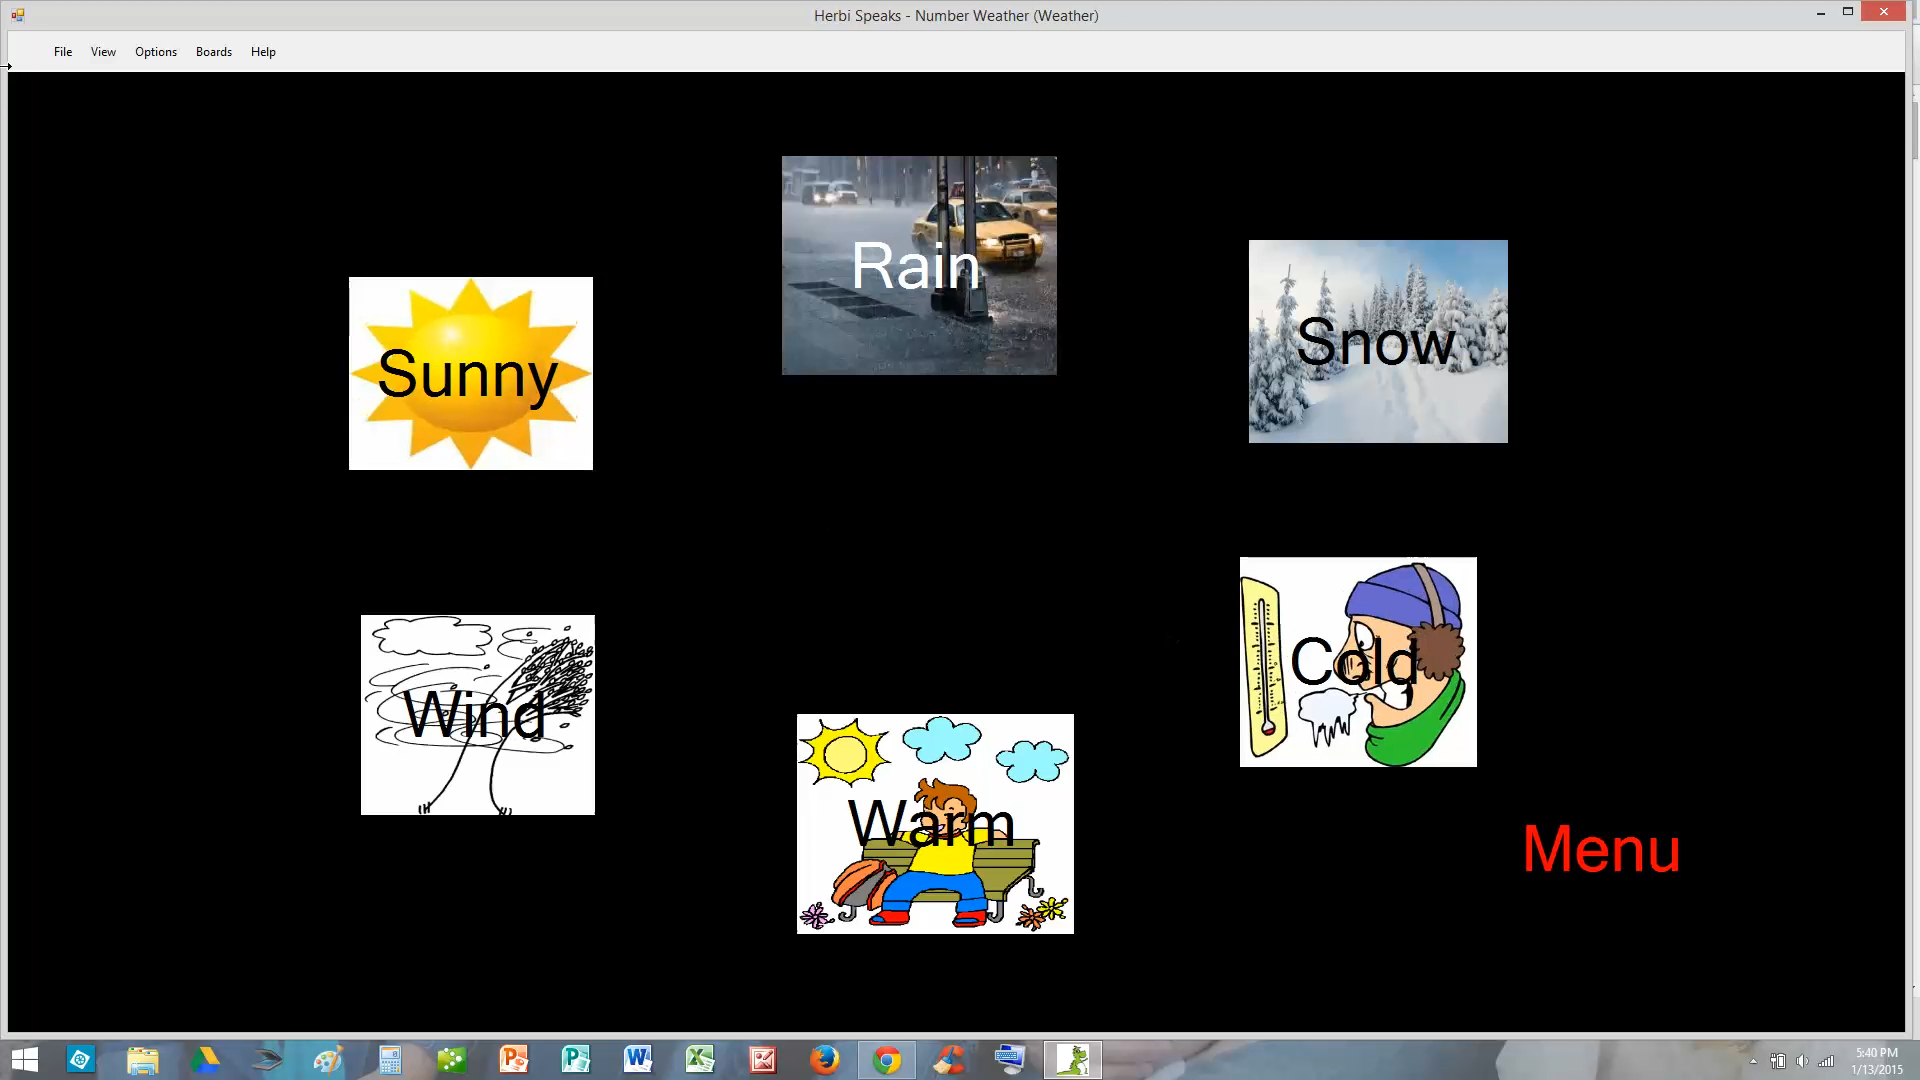 Herbi Speaks - Number Weather (Weather)
File View Options Boards Help
Rain
Snow
Sunny
Cold
Wind
Warm
Menu
5:40 PM
1/13/2015